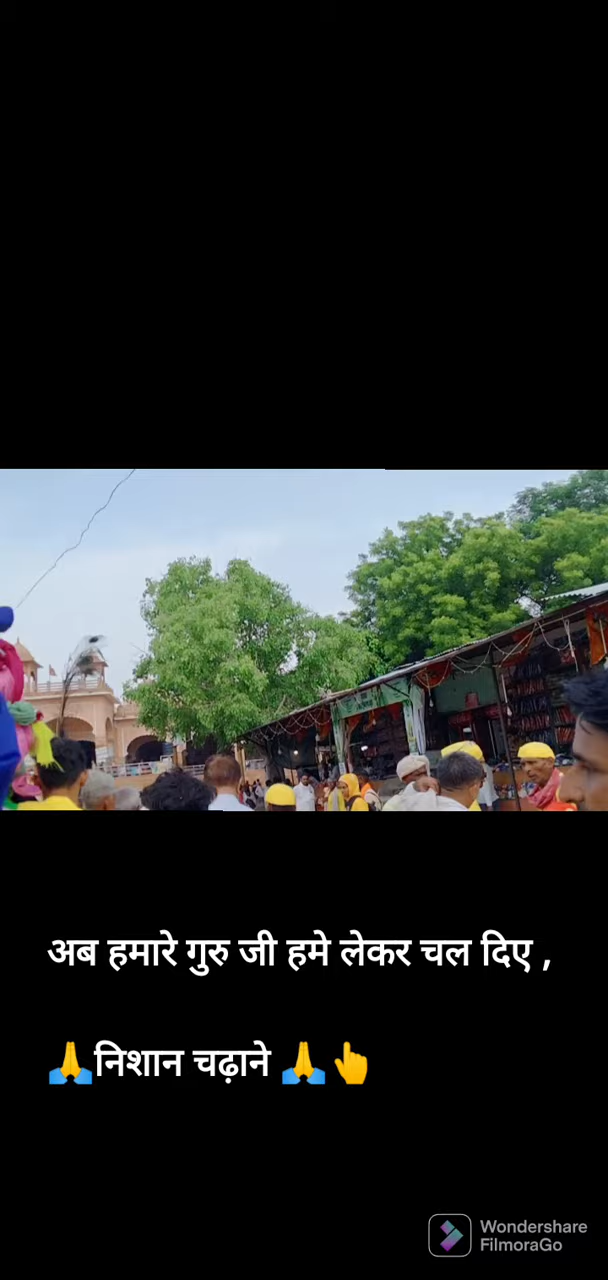 अब हमारे गुरु जी हमे लेकर चल दिए ,
🙏निशान चढ़ाने 🙏👆
Wondershare
FilmoraGo